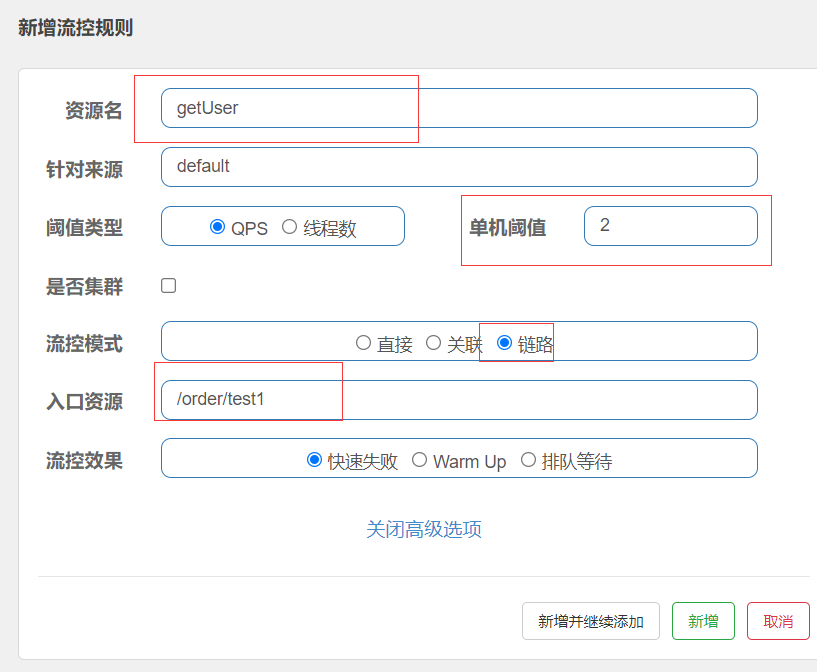 新增流控规则
资源名 getUser
针对来源 default
阈值类型 QPS 线程数 单机阈值 2
是否集群
流控模式 直接 关联 链路
入口资源 /order/test1
流控效果 快速失败 Warm Up 排队等待
关闭高级选项
新增并继续添加 新增 取消